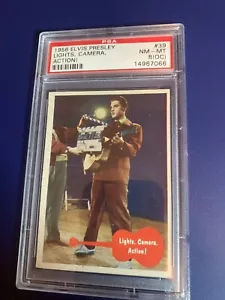 PSA
1956 ELVIS PRESLEY #39
LIGHTS, CAMERA, NM - MT
ACTION! 8(OC)
14967066
Lights, Camera,
Action!